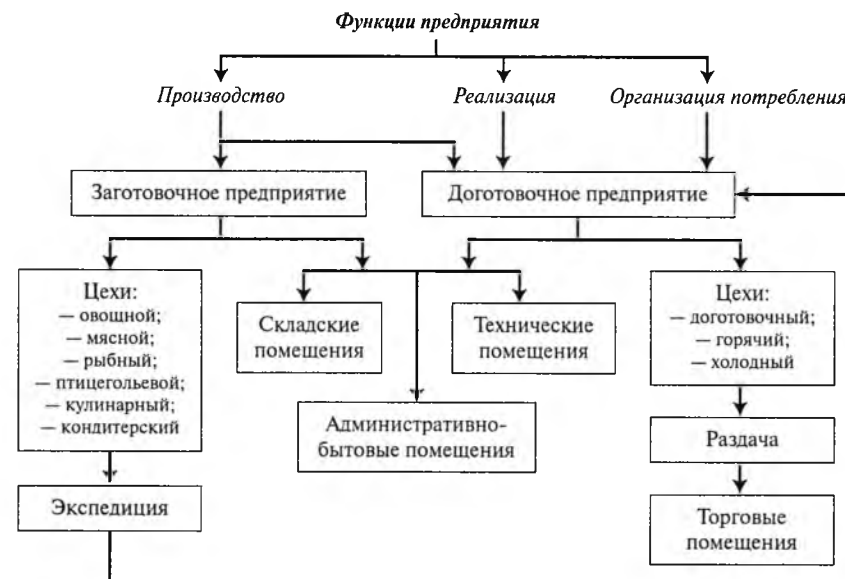 Функции предприятия
Производство
Реализация
Организация потребления
Заготовочное предприятие
Доготовочное предприятие
Цехи:
— овощной;
— мясной;
— рыбный;
— птицегольевой;
— кулинарный;
— кондитерский
Складские
помещения
Технические
помещения
Цехи:
— доготовочный;
— горячий;
— холодный
Административно-
бытовые помещения
Раздача
Экспедиция
Торговые
помещения